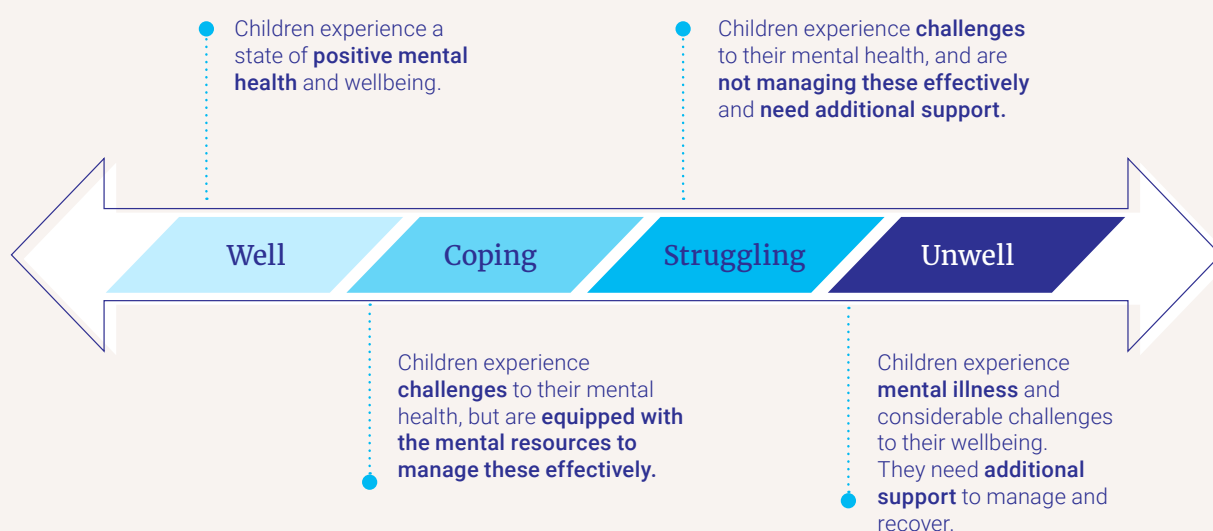 Children experience a
state of positive mental
health and wellbeing.
Children experience challenges
to their mental health, and are
not managing these effectively
and need additional support.
Well
Coping
Struggling
Unwell
Children experience
challenges to their mental
health, but are equipped with
the mental resources to
manage these effectively.
Children experience
mental illness and
considerable challenges
to their wellbeing.
They need additional
support to manage and
recover.